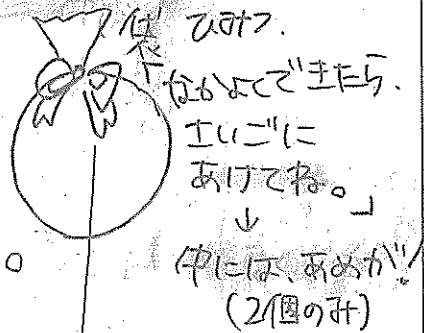 袋 ひみつ.
なかよくできたら.
さいごに
あけてね。」
↓
中には、あめが!
(2個のみ)